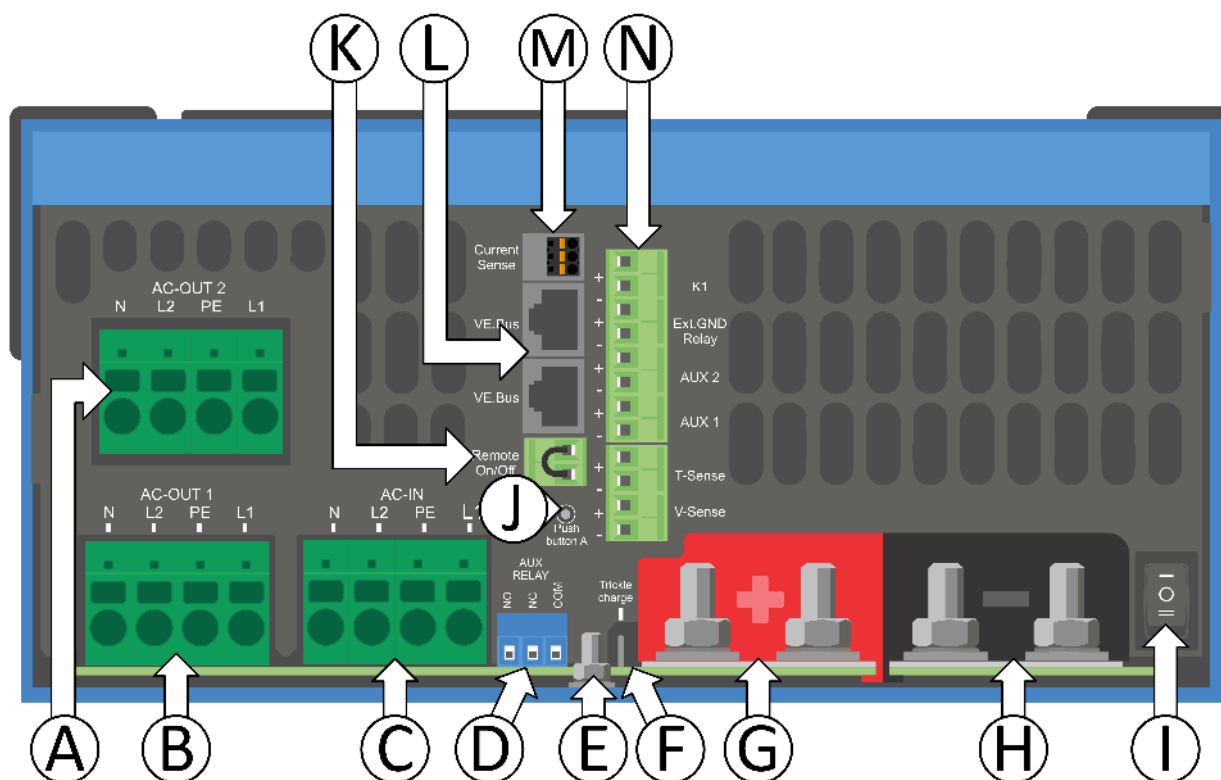 K L M N
Current
Sense
+
-
K1
AC-OUT 2
N L2 PE L1
VE.Bus
+
-
Ext.GND
Relay
+
-
AUX 2
VE.Bus
+
-
AUX 1
Remote
On/Off
+
-
T-Sense
AC-OUT 1
N L2 PE L1
AC-IN
N L2 PE L1
J
Push
button A
+
-
V-Sense
AUX
RELAY
NO NC COM
Trickle
charge
+
-
I
O
II
A B C D E F G H I